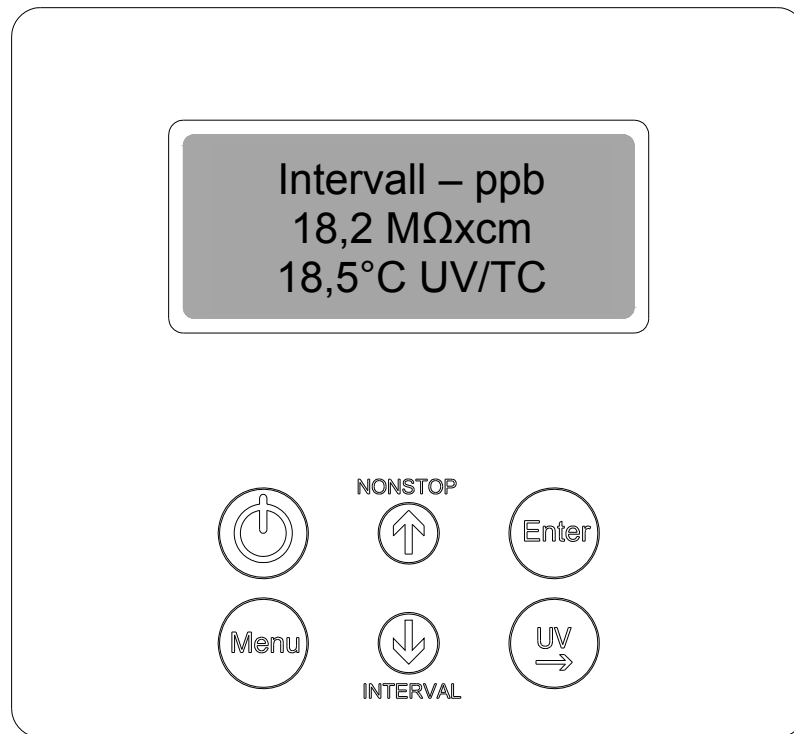 Intervall – ppb
18,2 MΩxcm
18,5°C UV/TC
NONSTOP
Enter
Menu
UV
INTERVAL